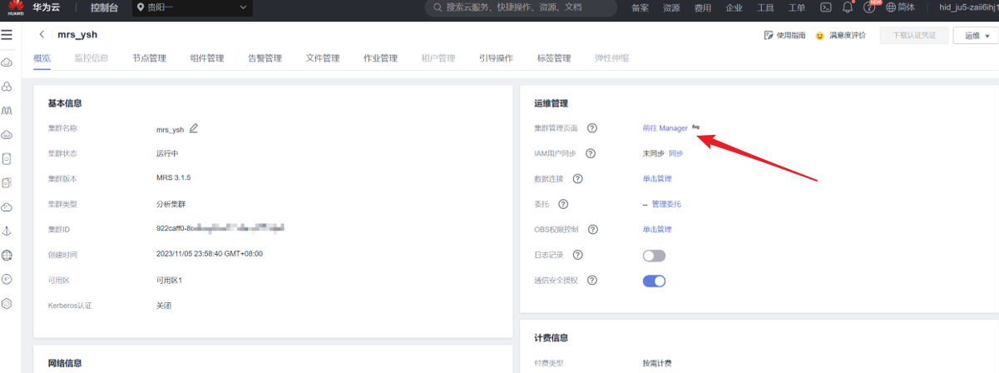 HUAWEI 华为云 控制台 贵阳一 搜索云服务、快捷操作、资源、文档 备案 资源 费用 企业 工具 工单 NEW 简体 hid_ju5-zaii6ihj1
mrs_ysh 使用指南 满意度评价 下载认证凭证 运维
概览 监控信息 节点管理 组件管理 告警管理 文件管理 作业管理 租户管理 引导操作 标签管理 弹性伸缩
基本信息
集群名称 mrs_ysh
集群状态 运行中
集群版本 MRS 3.1.5
集群类型 分析集群
集群ID 922caff0-8
创建时间 2023/11/05 23:58:40 GMT+08:00
可用区 可用区1
Kerberos认证 关闭
网络信息
运维管理
集群管理页面 前往 Manager
IAM用户同步 未同步 同步
数据连接 单击管理
委托 -- 管理委托
OBS权限控制 单击管理
日志记录
通信安全授权
计费信息
付费类型 按需计费